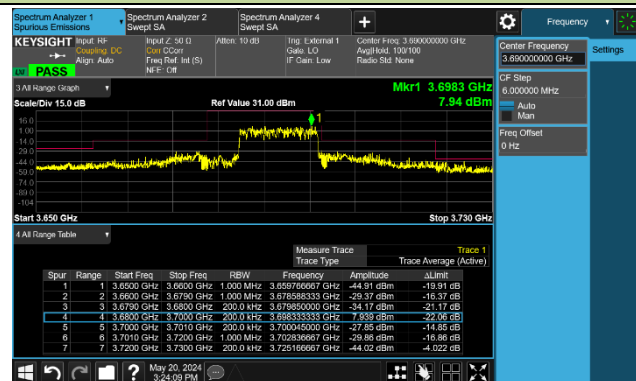 Spectrum Analyzer 1
Spurious Emissions
Spectrum Analyzer 2
Swept SA
Spectrum Analyzer 4
Swept SA
Frequency
KEYSIGHT
Input: RF
Coupling: DC
Align: Auto
Input Z: 50 Ω
Corr CCorr
Freq Ref: Int (S)
NFE: Off
Atten: 10 dB
Trig: External 1
Gate: LO
IF Gain: Low
Center Freq: 3.690000000 GHz
Avg|Hold: 100/100
Radio Std: None
PASS
Center Frequency
3.690000000 GHz
Settings
CF Step
6.000000 MHz
Auto
Man
Freq Offset
0 Hz
3 All Range Graph
Mkr1 3.6983 GHz
Scale/Div 15.0 dB
Ref Value 31.00 dBm
7.94 dBm
1
16.0
1.00
-14.0
-29.0
-44.0
-59.0
-74.0
-89.0
-104
Start 3.650 GHz
Stop 3.730 GHz
4 All Range Table
Measure Trace Trace 1
Trace Type Trace Average (Active)
Spur Range Start Freq Stop Freq RBW Frequency Amplitude ΔLimit
1 1 3.6500 GHz 3.6600 GHz 1.000 MHz 3.659766667 GHz -44.91 dBm -19.91 dB
2 2 3.6600 GHz 3.6790 GHz 1.000 MHz 3.678588333 GHz -29.37 dBm -16.37 dB
3 3 3.6790 GHz 3.6800 GHz 200.0 kHz 3.679850000 GHz -34.17 dBm -21.17 dB
4 4 3.6800 GHz 3.7000 GHz 200.0 kHz 3.698333333 GHz 7.939 dBm -22.06 dB
5 5 3.7000 GHz 3.7010 GHz 200.0 kHz 3.700045000 GHz -27.85 dBm -14.85 dB
6 6 3.7010 GHz 3.7200 GHz 1.000 MHz 3.702836667 GHz -29.86 dBm -16.86 dB
7 7 3.7200 GHz 3.7300 GHz 200.0 kHz 3.725166667 GHz -44.02 dBm -4.022 dB
May 20, 2024
3:24:09 PM